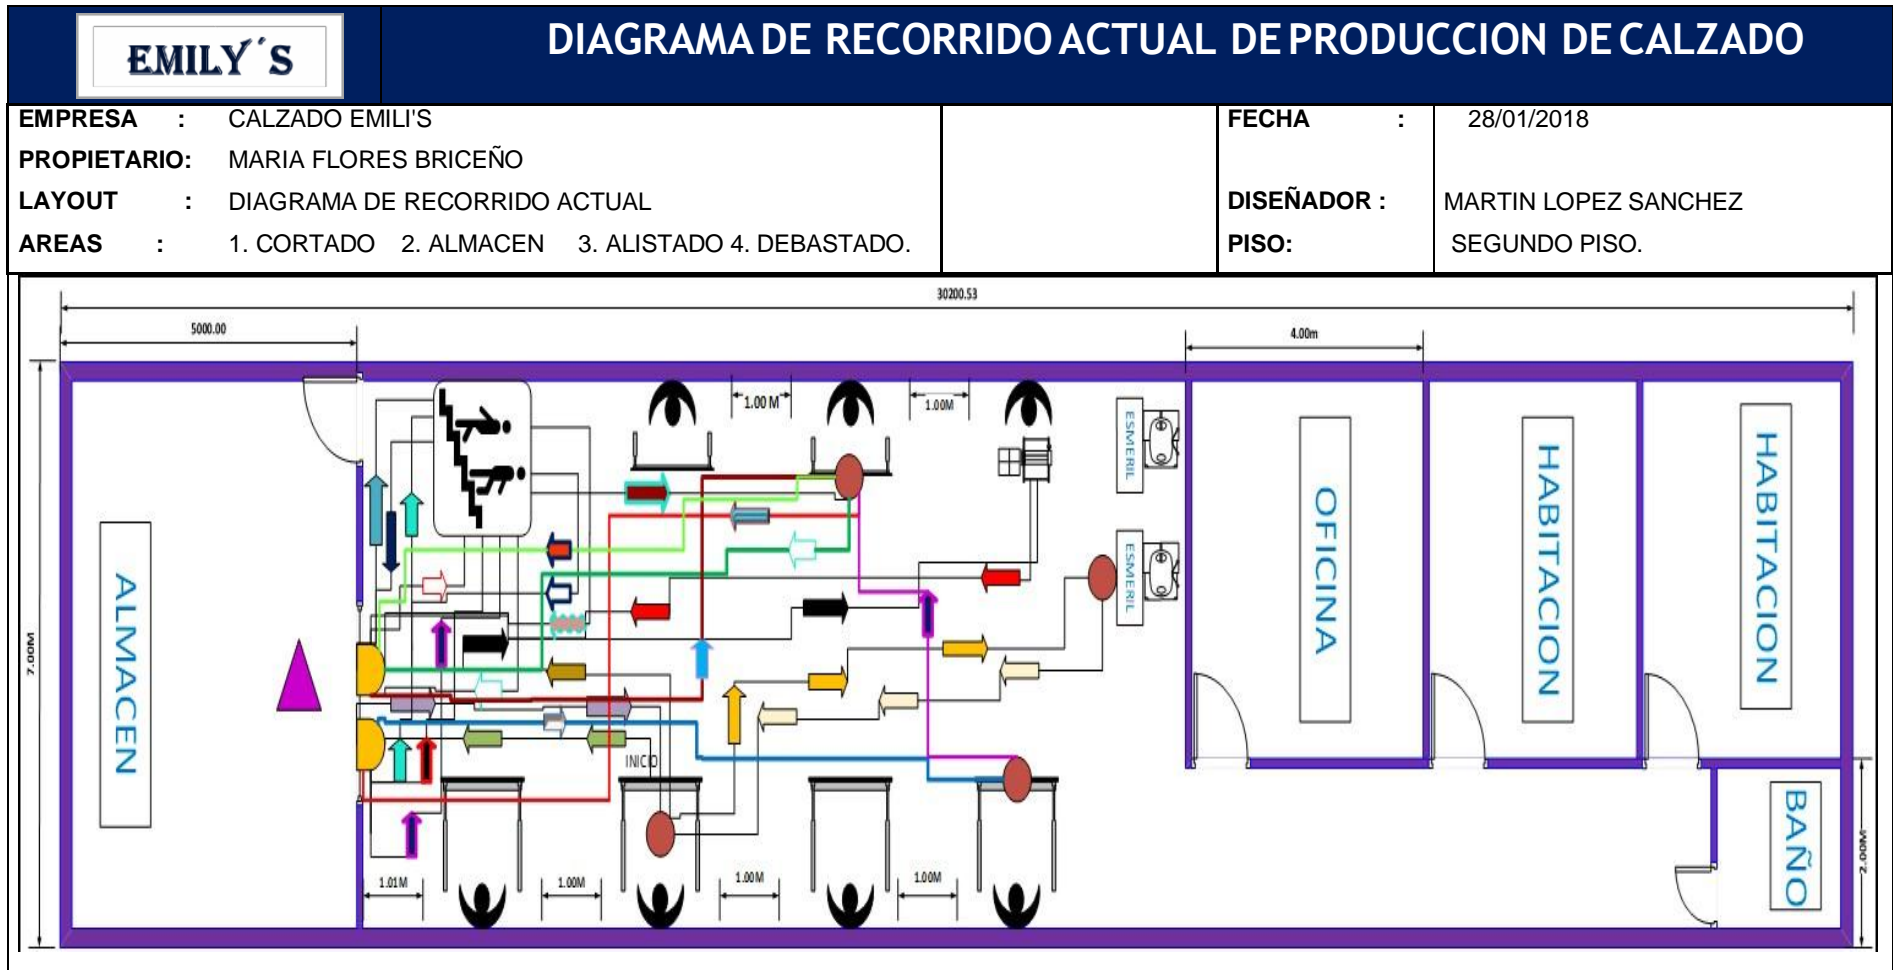 EMILY´S
DIAGRAMA DE RECORRIDO ACTUAL DE PRODUCCION DE CALZADO
EMPRESA : CALZADO EMILI'S
FECHA : 28/01/2018
PROPIETARIO: MARIA FLORES BRICEÑO
LAYOUT : DIAGRAMA DE RECORRIDO ACTUAL
DISEÑADOR : MARTIN LOPEZ SANCHEZ
AREAS : 1. CORTADO 2. ALMACEN 3. ALISTADO 4. DEBASTADO.
PISO: SEGUNDO PISO.
30200.53
5000.00
4.00m
1.00 M
1.00M
ESMERIL
ESMERIL
OFICINA
HABITACION
HABITACION
ALMACEN
7.00M
INICIO
BAÑO
2.00M
1.01M
1.00M
1.00M
1.00M